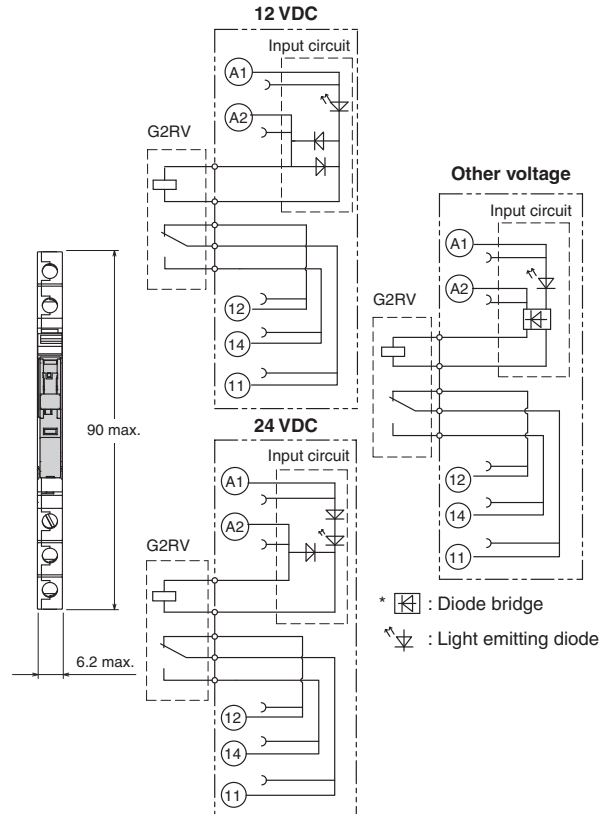 12 VDC
Input circuit
A1
A2
G2RV
12
14
11
Other voltage
Input circuit
A1
A2
G2RV
12
14
11
90 max.
6.2 max.
24 VDC
Input circuit
A1
A2
G2RV
12
14
11
* : Diode bridge
: Light emitting diode